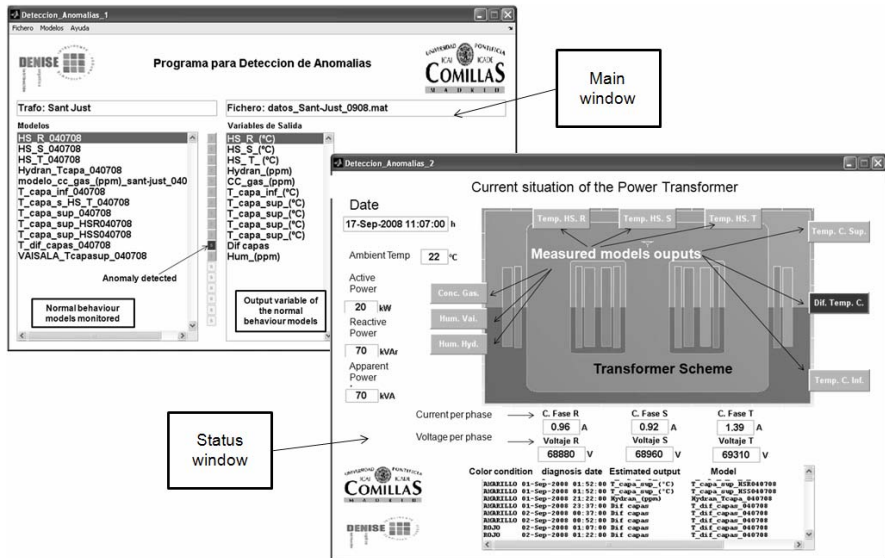 Deteccion_Anomalias_1
Fichero Modelos Ayuda
DENISE
Programa para Deteccion de Anomalias
UNIVERSIDAD PONTIFICIA
ICAI ICADE
COMILLAS
MADRID
Trafo: Sant Just
Fichero: datos_Sant-Just_0908.mat
Modelos
HS_R_040708
HS_S_040708
HS_T_040708
Hydran_Tcapa_040708
modelo_cc_gas_(ppm)_sant-just_040
T_capa_inf_040708
T_capa_s_HS_T_040708
T_capa_sup_040708
T_capa_sup_HSR040708
T_capa_sup_HSS040708
T_dif_capas_040708
VAISALA_Tcapasup_040708
Anomaly detected
Normal behaviour
models monitored
Variables de Salida
HS_R_(ºC)
HS_S_(ºC)
HS_T_(ºC)
Hydran_(ppm)
CC_gas_(ppm)
T_capa_inf_(ºC)
T_capa_sup_(ºC)
T_capa_sup_(ºC)
T_capa_sup_(ºC)
T_capa_sup_(ºC)
Dif capas
Hum_(ppm)
Output variable of
the normal
behaviour models
Main
window
Deteccion_Anomalias_2
Current situation of the Power Transformer
Date
17-Sep-2008 11:07:00 h
Ambient Temp 22 ºC
Active
Power
20 kW
Reactive
Power
70 kVAr
Apparent
Power
70 kVA
Temp. HS. R
Temp. HS. S
Temp. HS. T
Temp. C. Sup.
Measured models ouputs
Conc. Gas.
Hum. Vai.
Hum. Hyd.
Dif. Temp. C.
Transformer Scheme
Temp. C. Inf.
Current per phase
C. Fase R C. Fase S C. Fase T
0.96 A 0.92 A 1.39 A
Voltage per phase
Voltaje R Voltaje S Voltaje T
68880 V 68960 V 69310 V
Status
window
UNIVERSIDAD PONTIFICIA
ICAI ICADE
COMILLAS
MADRID
DENISE
Color condition diagnosis date Estimated output Model
AMARILLO 01-Sep-2008 01:52:00 T_capa_sup_(ºC) T_capa_sup_HSR040708
AMARILLO 01-Sep-2008 01:52:00 T_capa_sup_(ºC) T_capa_sup_HSS040708
AMARILLO 01-Sep-2008 21:22:00 Hydran_(ppm) Hydran_Tcapa_040708
AMARILLO 01-Sep-2008 23:37:00 Dif capas T_dif_capas_040708
AMARILLO 02-Sep-2008 00:37:00 Dif capas T_dif_capas_040708
AMARILLO 02-Sep-2008 00:52:00 Dif capas T_dif_capas_040708
ROJO 02-Sep-2008 01:07:00 Dif capas T_dif_capas_040708
ROJO 02-Sep-2008 01:22:00 Dif capas T_dif_capas_040708